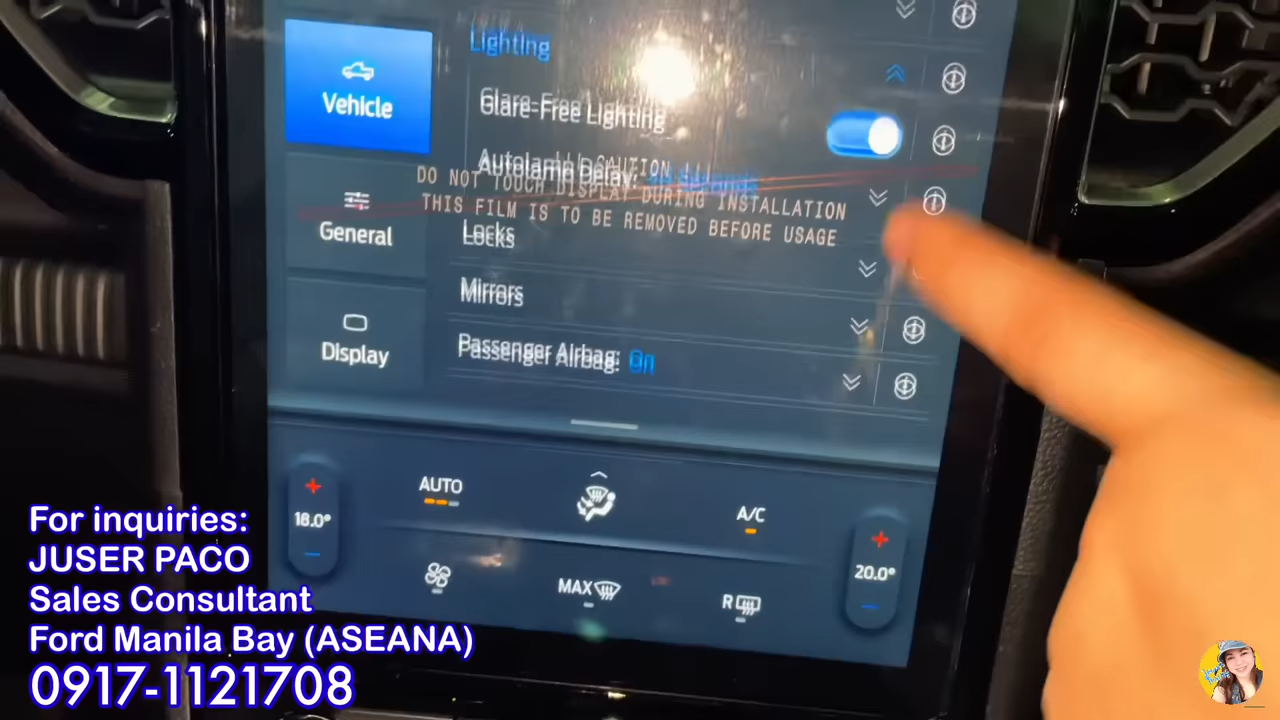 Lighting
Vehicle
Glare-Free Lighting
!!! CAUTION !!!
Autolamp Delay:
DO NOT TOUCH DISPLAY DURING INSTALLATION
THIS FILM IS TO BE REMOVED BEFORE USAGE
General
Locks
Mirrors
Display
Passenger Airbag: On
+
AUTO
A/C
18.0°
+
20.0°
MAX
R
For inquiries:
JUSER PACO
Sales Consultant
Ford Manila Bay (ASEANA)
0917-1121708